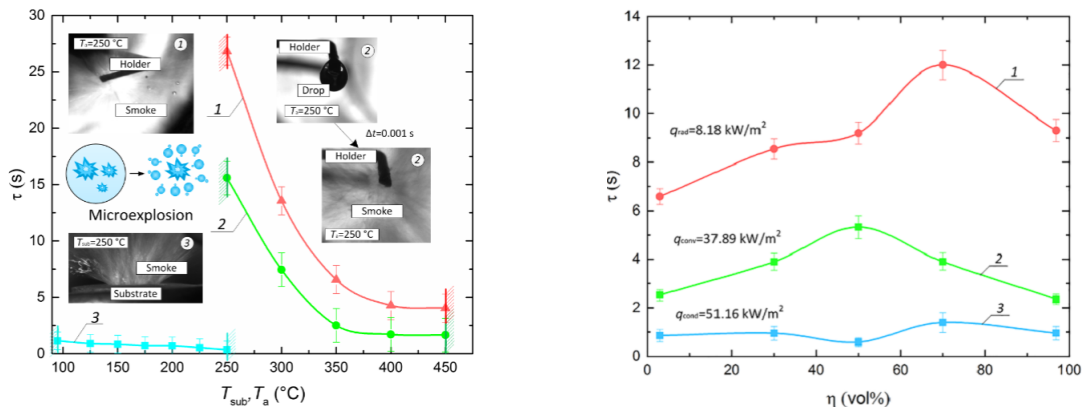 30
25
20
15
10
5
0
τ (s)
100 150 200 250 300 350 400 450
T_sub, T_a (°C)
1
2
3
T_a=250 °C
1
Holder
Smoke
Microexplosion
T_sub=250 °C
3
Smoke
Substrate
2
Holder
Drop
T_a=250 °C
Δt=0.001 s
Holder
2
Smoke
T_a=250 °C
14
12
10
8
6
4
2
0
τ (s)
0 20 40 60 80 100
η (vol%)
q_rad=8.18 kW/m²
1
q_conv=37.89 kW/m²
2
q_cond=51.16 kW/m²
3